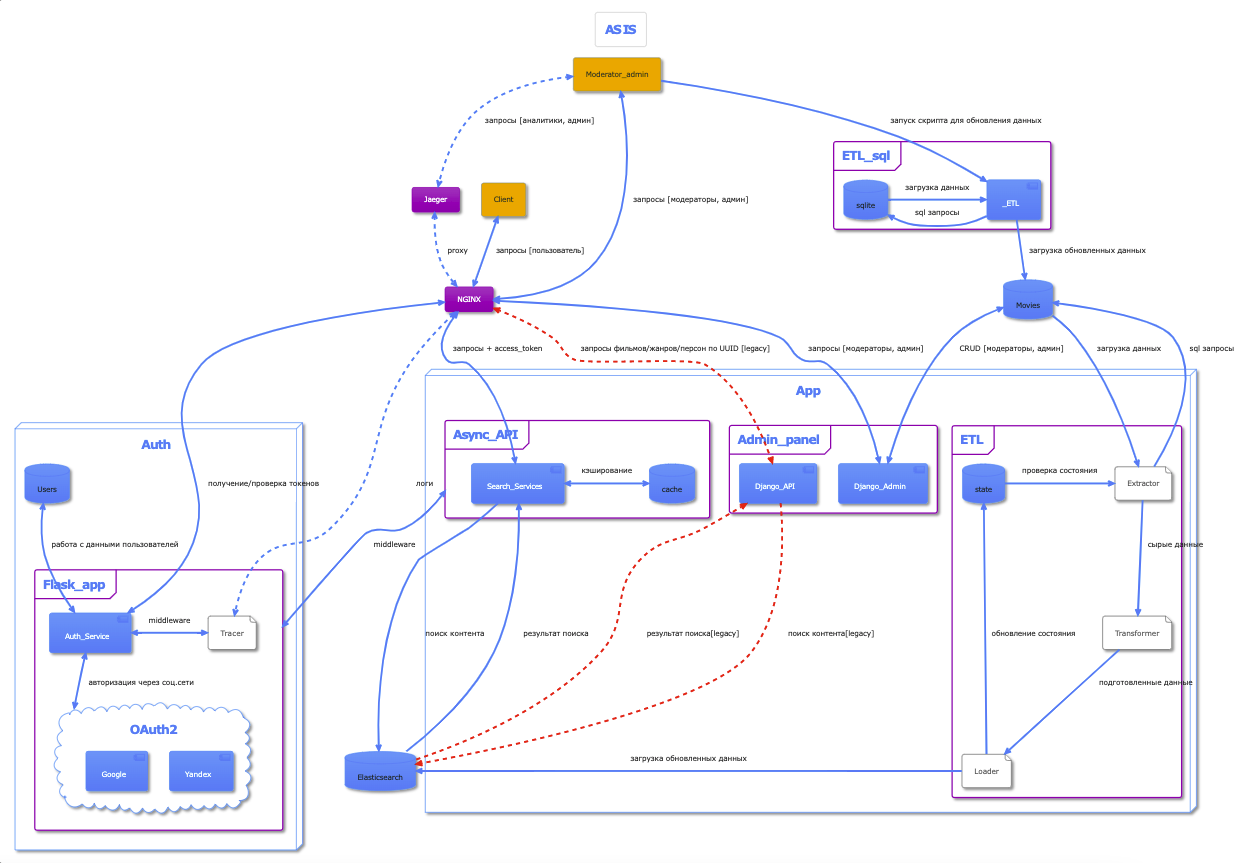 ASIS
Moderator_admin
запросы [аналитики, админ]
запуск скрипта для обновления данных
ETL_sql
загрузка данных
sqlite
_ETL
sql запросы
Jaeger
Client
запросы [модераторы, админ]
proxy
запросы [пользователь]
загрузка обновленных данных
NGINX
Movies
запросы + access_token
запросы фильмов/жанров/персон по UUID [legacy]
запросы [модераторы, админ]
CRUD [модераторы, админ]
загрузка данных
sql запросы
App
Auth
Async_API
Admin_panel
ETL
Users
получение/проверка токенов
логи
Search_Services
кэширование
cache
Django_API
Django_Admin
state
проверка состояния
Extractor
работа с данными пользователей
middleware
сырые данные
Flask_app
Auth_Service
middleware
Tracer
поиск контента
результат поиска
результат поиска[legacy]
поиск контента[legacy]
обновление состояния
Transformer
авторизация через соц.сети
подготовленные данные
OAuth2
Google
Yandex
Elasticsearch
загрузка обновленных данных
Loader